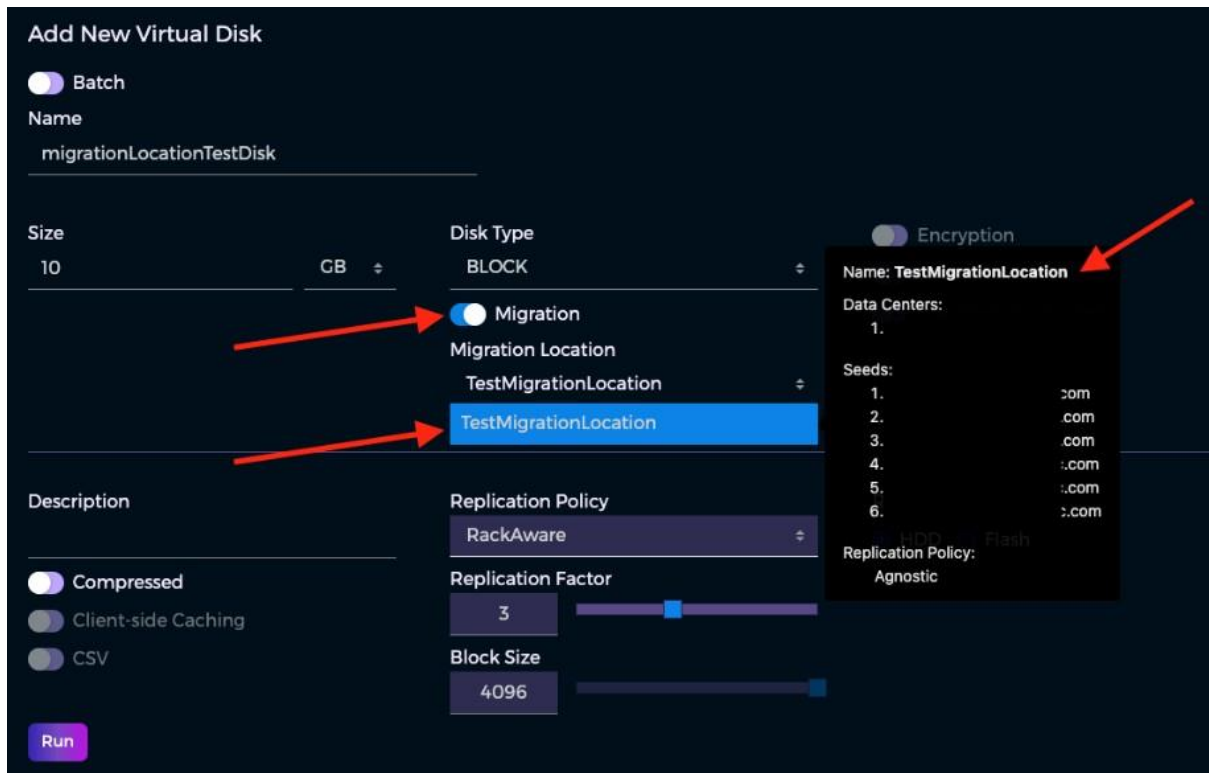 Add New Virtual Disk
Batch
Name
migrationLocationTestDisk
Size
Disk Type
Encryption
10 GB
BLOCK
Name: TestMigrationLocation
Migration
Data Centers:
1.
Migration Location
TestMigrationLocation
TestMigrationLocation
Seeds:
1. com
2. .com
3. .com
4. .com
5. .com
6. .com
Replication Policy:
Agnostic
HDD Flash
Description
Replication Policy
RackAware
Compressed
Replication Factor
3
Client-side Caching
CSV
Block Size
4096
Run